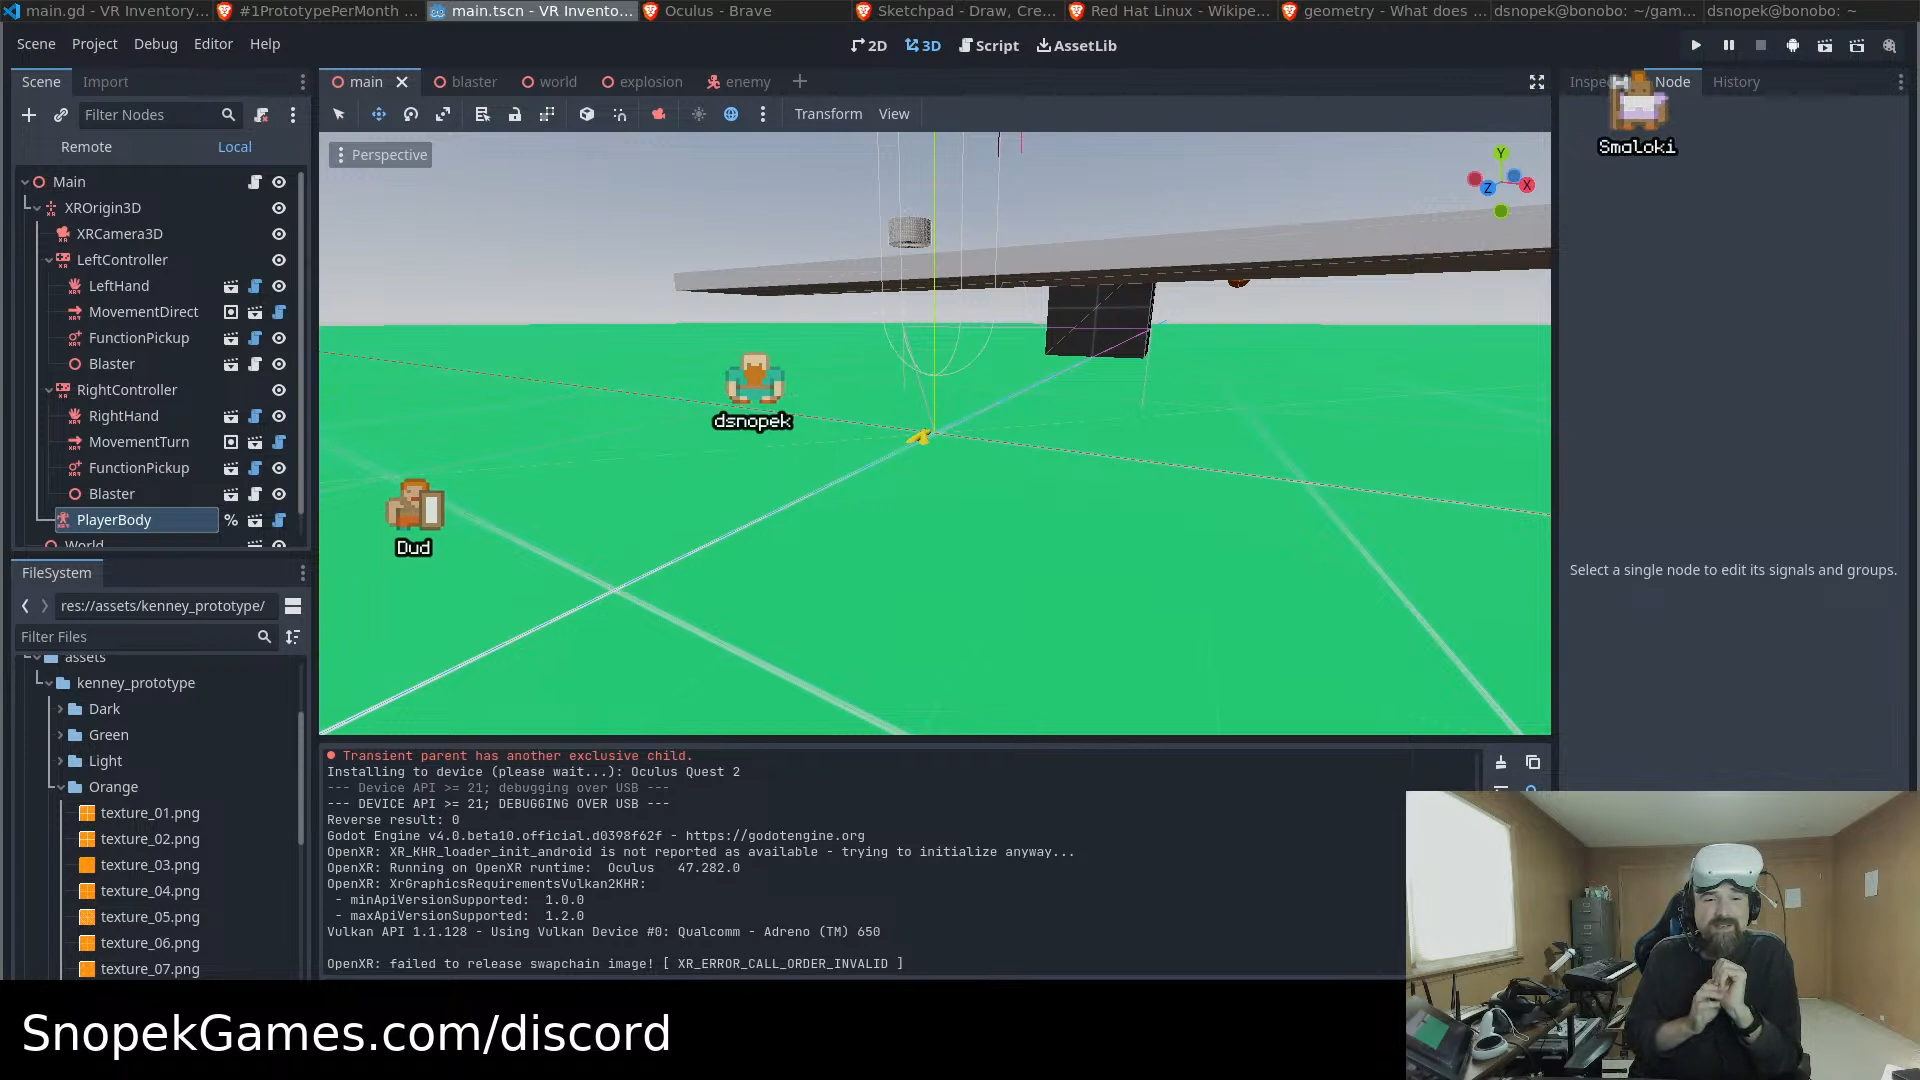 main.gd - VR Inventory...
#1PrototypePerMonth ...
main.tscn - VR Invento...
Oculus - Brave
Sketchpad - Draw, Cre...
Red Hat Linux - Wikipe...
geometry - What does ...
dsnopek@bonobo: ~/gam...
dsnopek@bonobo: ~
Scene Project Debug Editor Help
2D 3D Script AssetLib
Scene Import
main blaster world explosion enemy
Inspec Node History
Filter Nodes
Transform View
Remote Local
Perspective
Y
X
Z
Smaloki
Main
XROrigin3D
XRCamera3D
LeftController
LeftHand
MovementDirect
FunctionPickup
Blaster
RightController
RightHand
MovementTurn
FunctionPickup
Blaster
PlayerBody
World
dsnopek
Dud
Select a single node to edit its signals and groups.
FileSystem
res://assets/kenney_prototype/
Filter Files
assets
kenney_prototype
Dark
Green
Light
Orange
texture_01.png
texture_02.png
texture_03.png
texture_04.png
texture_05.png
texture_06.png
texture_07.png
Transient parent has another exclusive child.
Installing to device (please wait...): Oculus Quest 2
--- Device API >= 21; debugging over USB ---
--- DEVICE API >= 21; DEBUGGING OVER USB ---
Reverse result: 0
Godot Engine v4.0.beta10.official.d0398f62f - https://godotengine.org
OpenXR: XR_KHR_loader_init_android is not reported as available - trying to initialize anyway...
OpenXR: Running on OpenXR runtime:  Oculus   47.282.0
OpenXR: XrGraphicsRequirementsVulkan2KHR:
- minApiVersionSupported:  1.0.0
- maxApiVersionSupported:  1.2.0
Vulkan API 1.1.128 - Using Vulkan Device #0: Qualcomm - Adreno (TM) 650
OpenXR: failed to release swapchain image! [ XR_ERROR_CALL_ORDER_INVALID ]
SnopekGames.com/discord